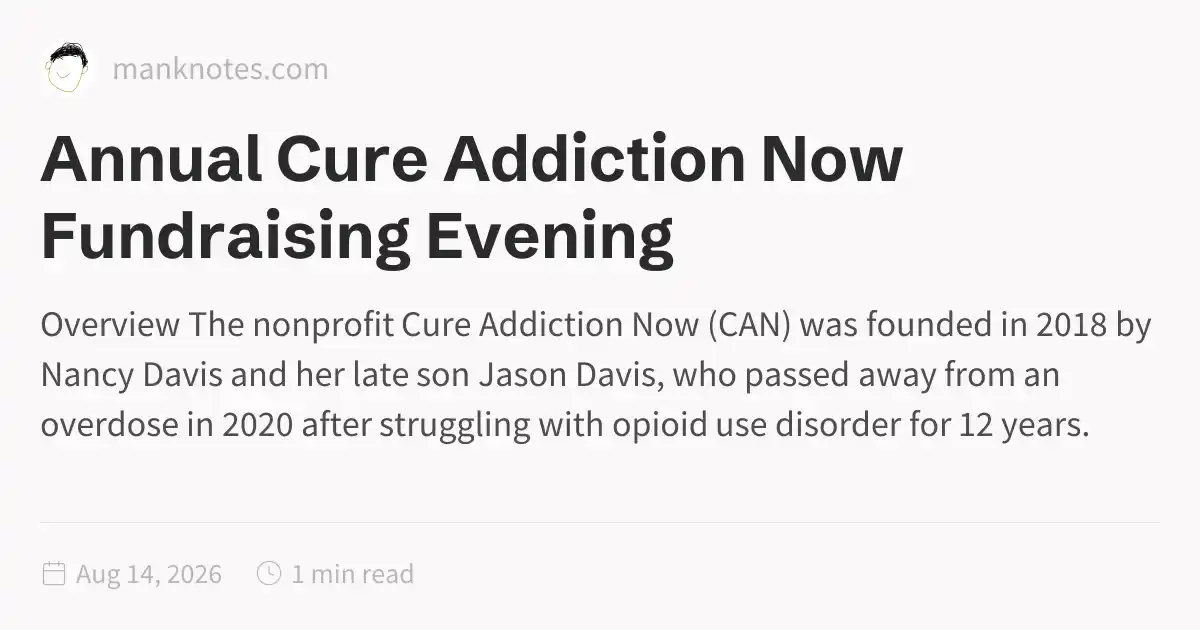 manknotes.com
Annual Cure Addiction Now
Fundraising Evening
Overview The nonprofit Cure Addiction Now (CAN) was founded in 2018 by
Nancy Davis and her late son Jason Davis, who passed away from an
overdose in 2020 after struggling with opioid use disorder for 12 years.
Aug 14, 2026 1 min read